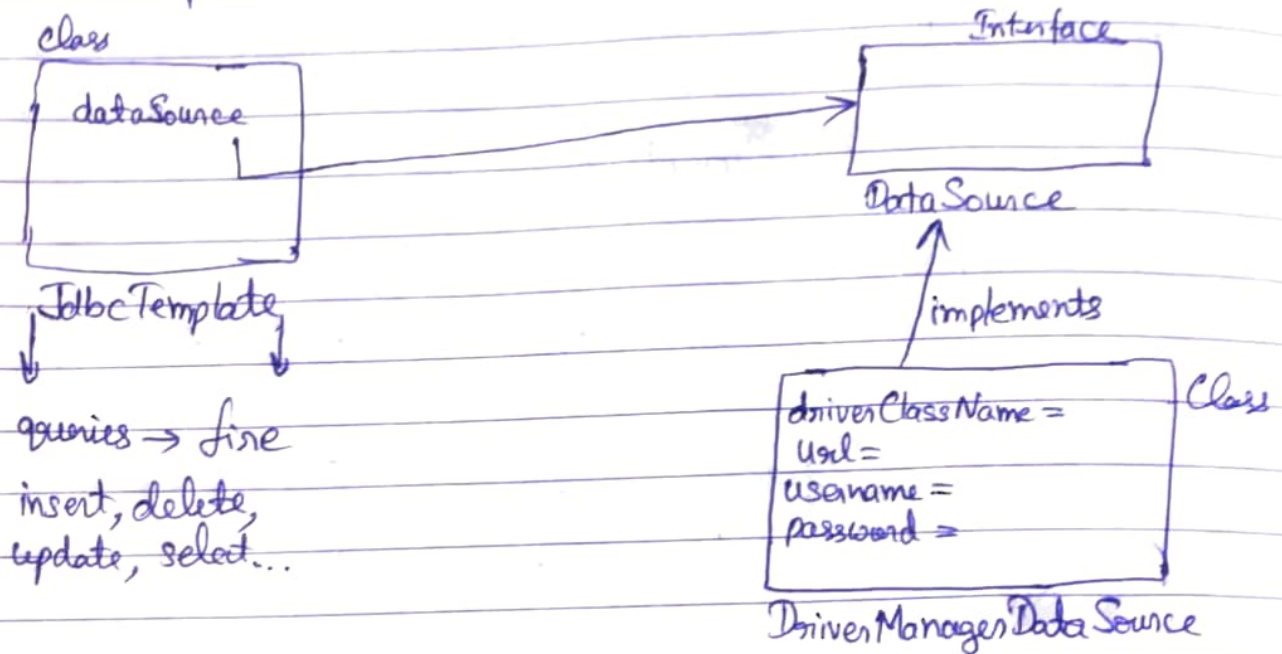 class
dataSource
JdbcTemplate
queries → fire
insert, delete,
update, select...
Interface
DataSource
implements
Class
driverClassName =
url =
username =
password =
DriverManagerDataSource